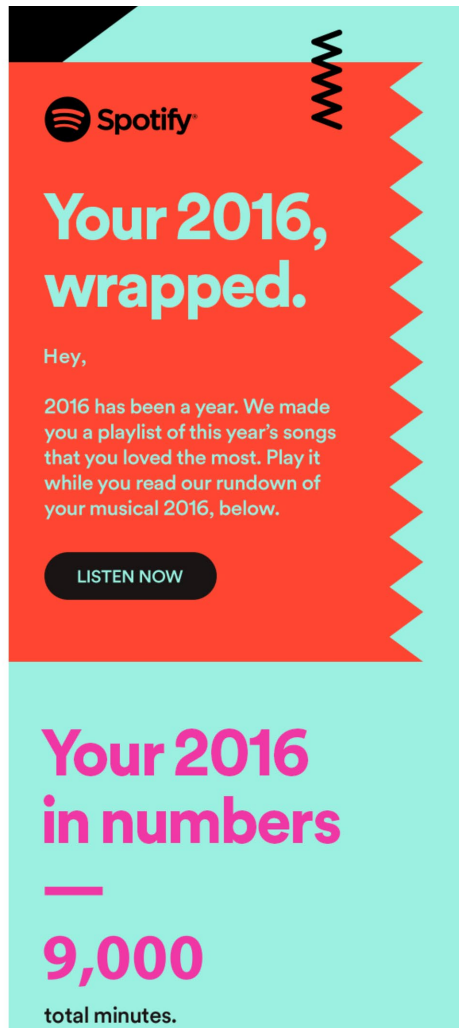 Spotify®
Your 2016,
wrapped.
Hey,
2016 has been a year. We made
you a playlist of this year’s songs
that you loved the most. Play it
while you read our rundown of
your musical 2016, below.
LISTEN NOW
Your 2016
in numbers
9,000
total minutes.